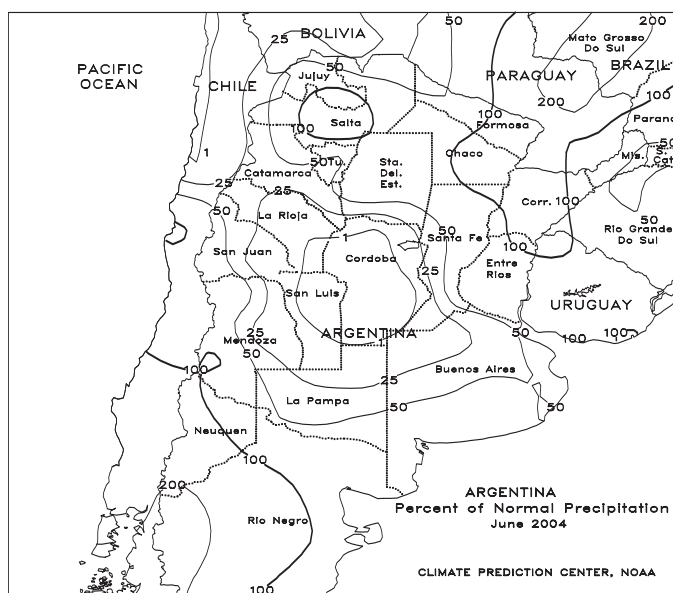 25
50
200
BOLIVIA
Mato Grosso
Do Sul
PACIFIC
OCEAN
50
Jujuy
CHILE
PARAGUAY
BRAZIL
200
100
100
Salta
100
Formosa
Parana
1
50
Mis.
S.
Cat
Chaco
50
Tu.
Sta.
Del.
Est.
Catamarca
25
25
50
La Rioja
Corr.
100
50
Rio Grande
Do Sul
1
50
Santa Fe
100
San Juan
Cordoba
25
Entre
Rios
San Luis
URUGUAY
25
ARGENTINA
50
100
100
Mendoza
1
50
100
25
Buenos Aires
La Pampa
50
50
Neuquen
100
200
ARGENTINA
Percent of Normal Precipitation
June 2004
Rio Negro
CLIMATE PREDICTION CENTER, NOAA
100